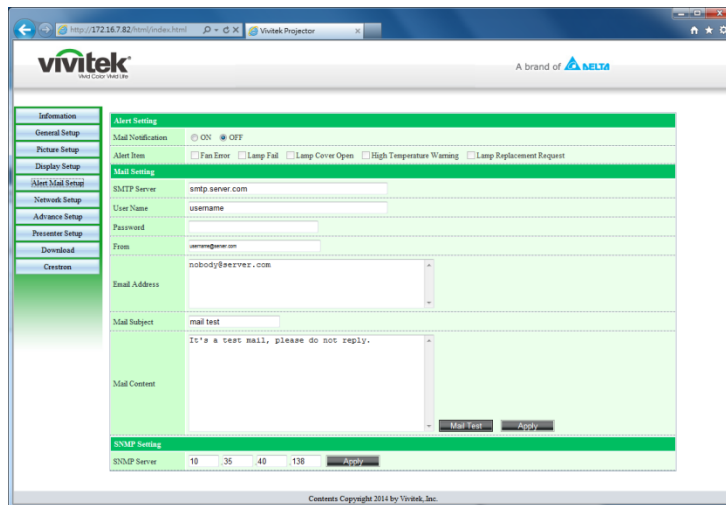 http://172.16.7.82/html/index.html
Vivitek Projector
vivitek
Vivid Color Vivid Life
A brand of DELTA
Information
General Setup
Picture Setup
Display Setup
Alert Mail Setup
Network Setup
Advance Setup
Presenter Setup
Download
Crestron
Alert Setting
Mail Notification ON OFF
Alert Item Fan Error Lamp Fail Lamp Cover Open High Temperature Warning Lamp Replacement Request
Mail Setting
SMTP Server smtp.server.com
User Name username
Password
From username@server.com
Email Address nobody@server.com
Mail Subject mail test
Mail Content It's a test mail, please do not reply.
Mail Test Apply
SNMP Setting
SNMP Server 10 .35 .40 .138 Apply
Contents Copyright 2014 by Vivitek, Inc.